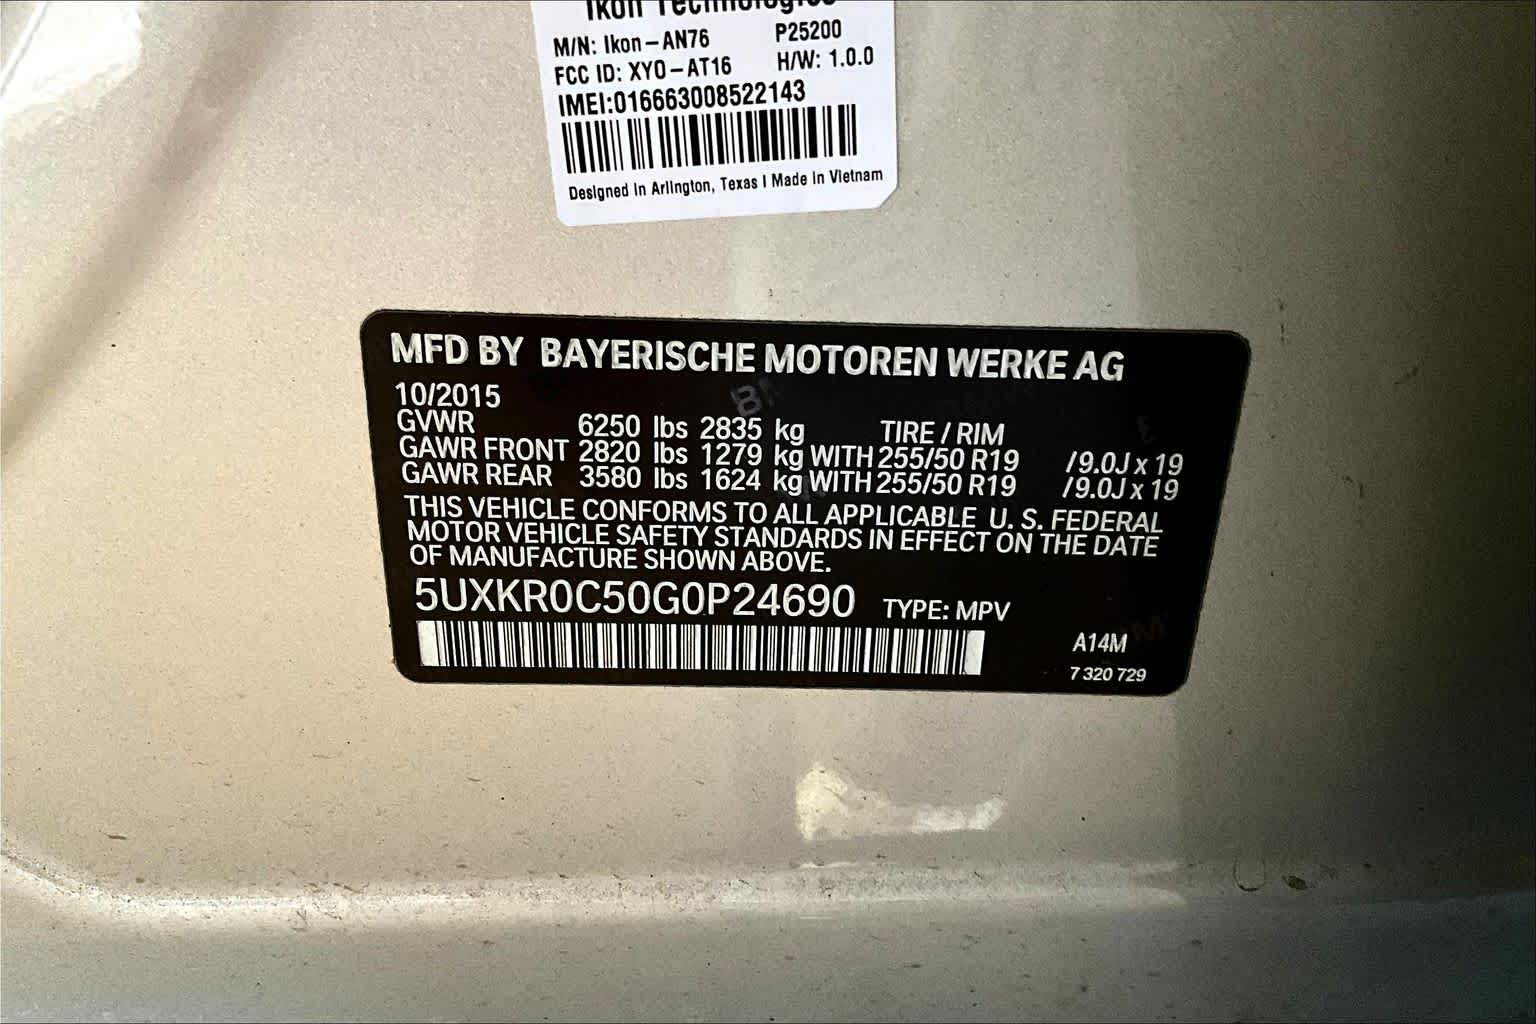 Ikon Technologies
M/N: Ikon-AN76 P25200
FCC ID: XYO-AT16 H/W: 1.0.0
IMEI:016663008522143
Designed in Arlington, Texas | Made in Vietnam
MFD BY BAYERISCHE MOTOREN WERKE AG
10/2015
GVWR 6250 lbs 2835 kg TIRE / RIM
GAWR FRONT 2820 lbs 1279 kg WITH 255/50 R19 / 9.0J x 19
GAWR REAR 3580 lbs 1624 kg WITH 255/50 R19 / 9.0J x 19
THIS VEHICLE CONFORMS TO ALL APPLICABLE U. S. FEDERAL
MOTOR VEHICLE SAFETY STANDARDS IN EFFECT ON THE DATE
OF MANUFACTURE SHOWN ABOVE.
5UXKR0C50G0P24690 TYPE: MPV
A14M
7 320 729